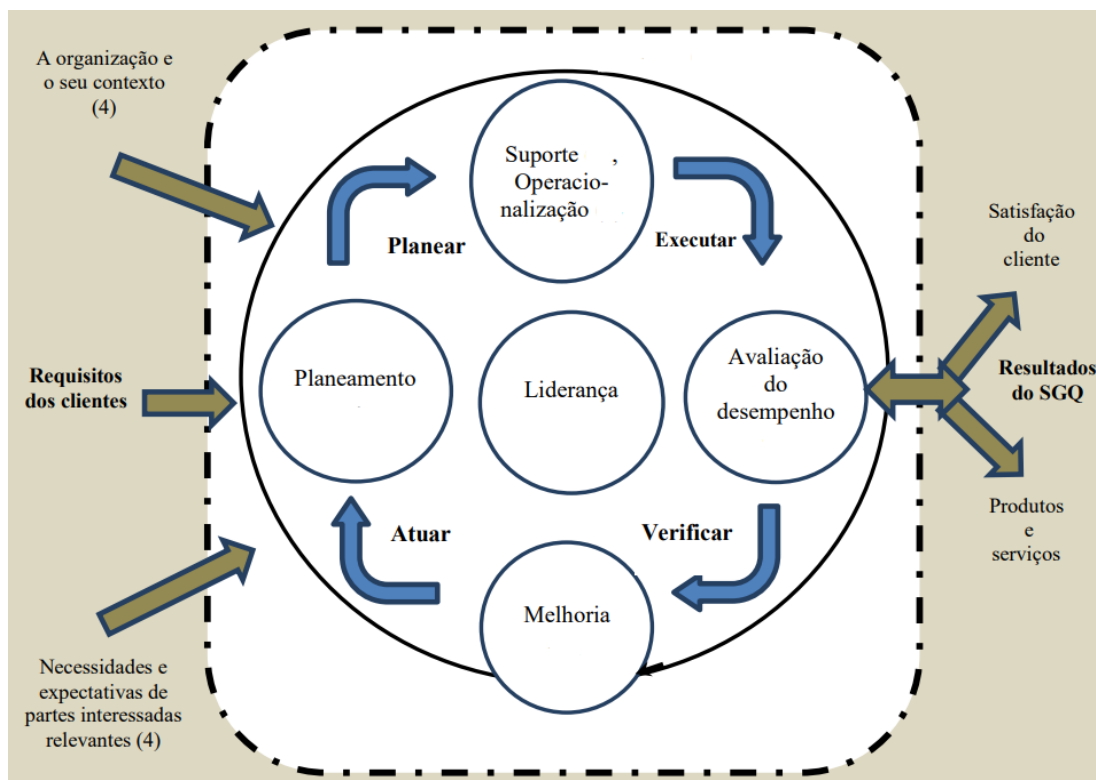 A organização e
o seu contexto
(4)
Requisitos
dos clientes
Necessidades e
expectativas de
partes interessadas
relevantes (4)
Suporte ,
Operacio-
nalização
Planear
Executar
Planeamento
Liderança
Avaliação
do
desempenho
Atuar
Verificar
Melhoria
Satisfação
do
cliente
Resultados
do SGQ
Produtos
e
serviços